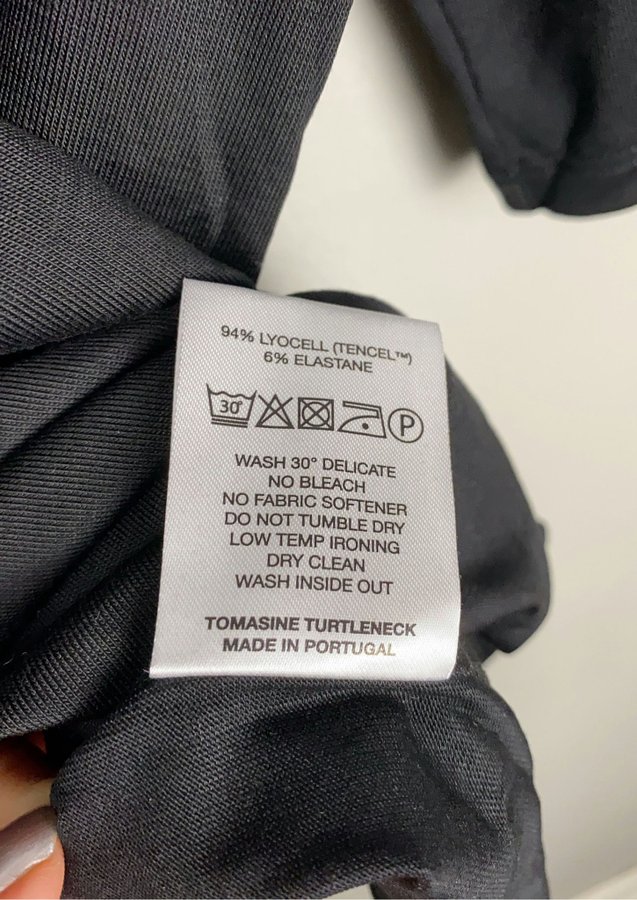 94% LYOCELL (TENCEL™)
6% ELASTANE
30° P
WASH 30° DELICATE
NO BLEACH
NO FABRIC SOFTENER
DO NOT TUMBLE DRY
LOW TEMP IRONING
DRY CLEAN
WASH INSIDE OUT
TOMASINE TURTLENECK
MADE IN PORTUGAL